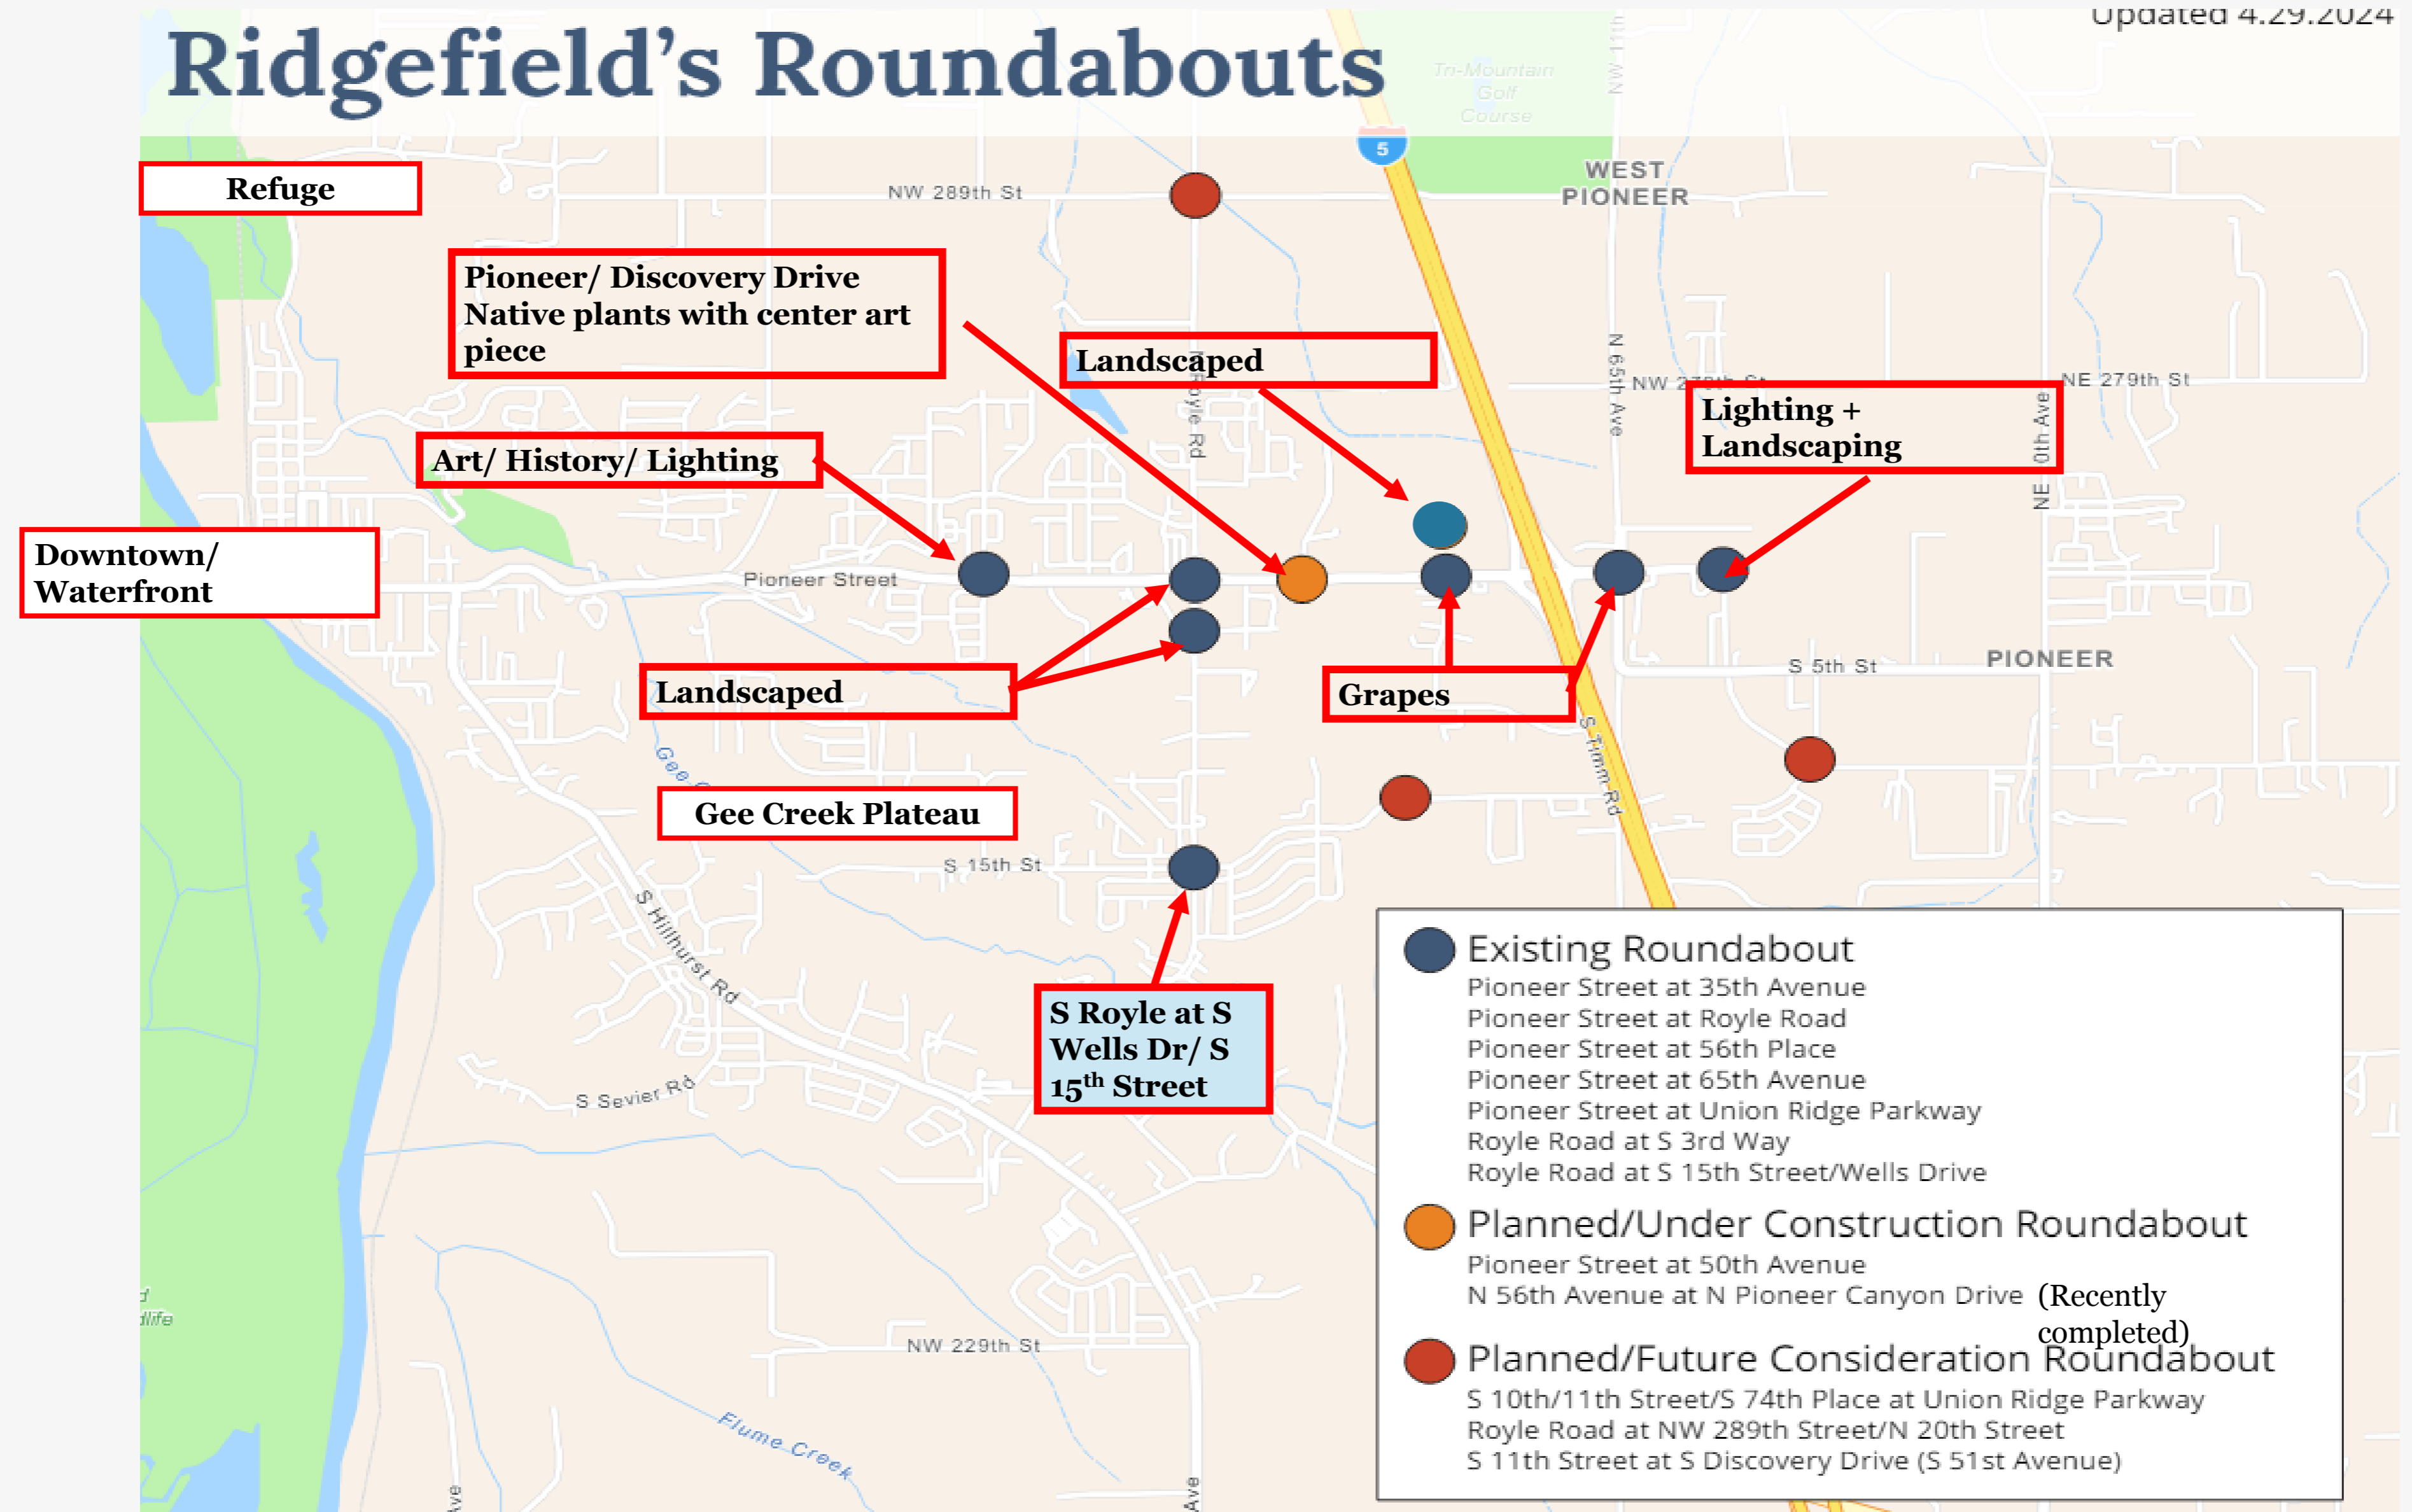 Updated 4.29.2024
Ridgefield's Roundabouts
Tri-Mountain
Golf
Course
NW 11th
5
WEST
PIONEER
Refuge
NW 289th St
Pioneer/ Discovery Drive
Native plants with center art
piece
Landscaped
Royle Rd
N 65th Ave
NE 279th St
Lighting +
Landscaping
Art/ History/ Lighting
Downtown/
Waterfront
Pioneer Street
S 5th St
PIONEER
Landscaped
Grapes
S Timm Rd
Gee
Gee Creek Plateau
S 15th St
S Hillhurst Rd
S Royle at S
Wells Dr/ S
15th Street
S Sevier Rd
NW 229th St
Flume Creek
Ave
Ave
Existing Roundabout
Pioneer Street at 35th Avenue
Pioneer Street at Royle Road
Pioneer Street at 56th Place
Pioneer Street at 65th Avenue
Pioneer Street at Union Ridge Parkway
Royle Road at S 3rd Way
Royle Road at S 15th Street/Wells Drive
Planned/Under Construction Roundabout
Pioneer Street at 50th Avenue
N 56th Avenue at N Pioneer Canyon Drive (Recently
completed)
Planned/Future Consideration Roundabout
S 10th/11th Street/S 74th Place at Union Ridge Parkway
Royle Road at NW 289th Street/N 20th Street
S 11th Street at S Discovery Drive (S 51st Avenue)